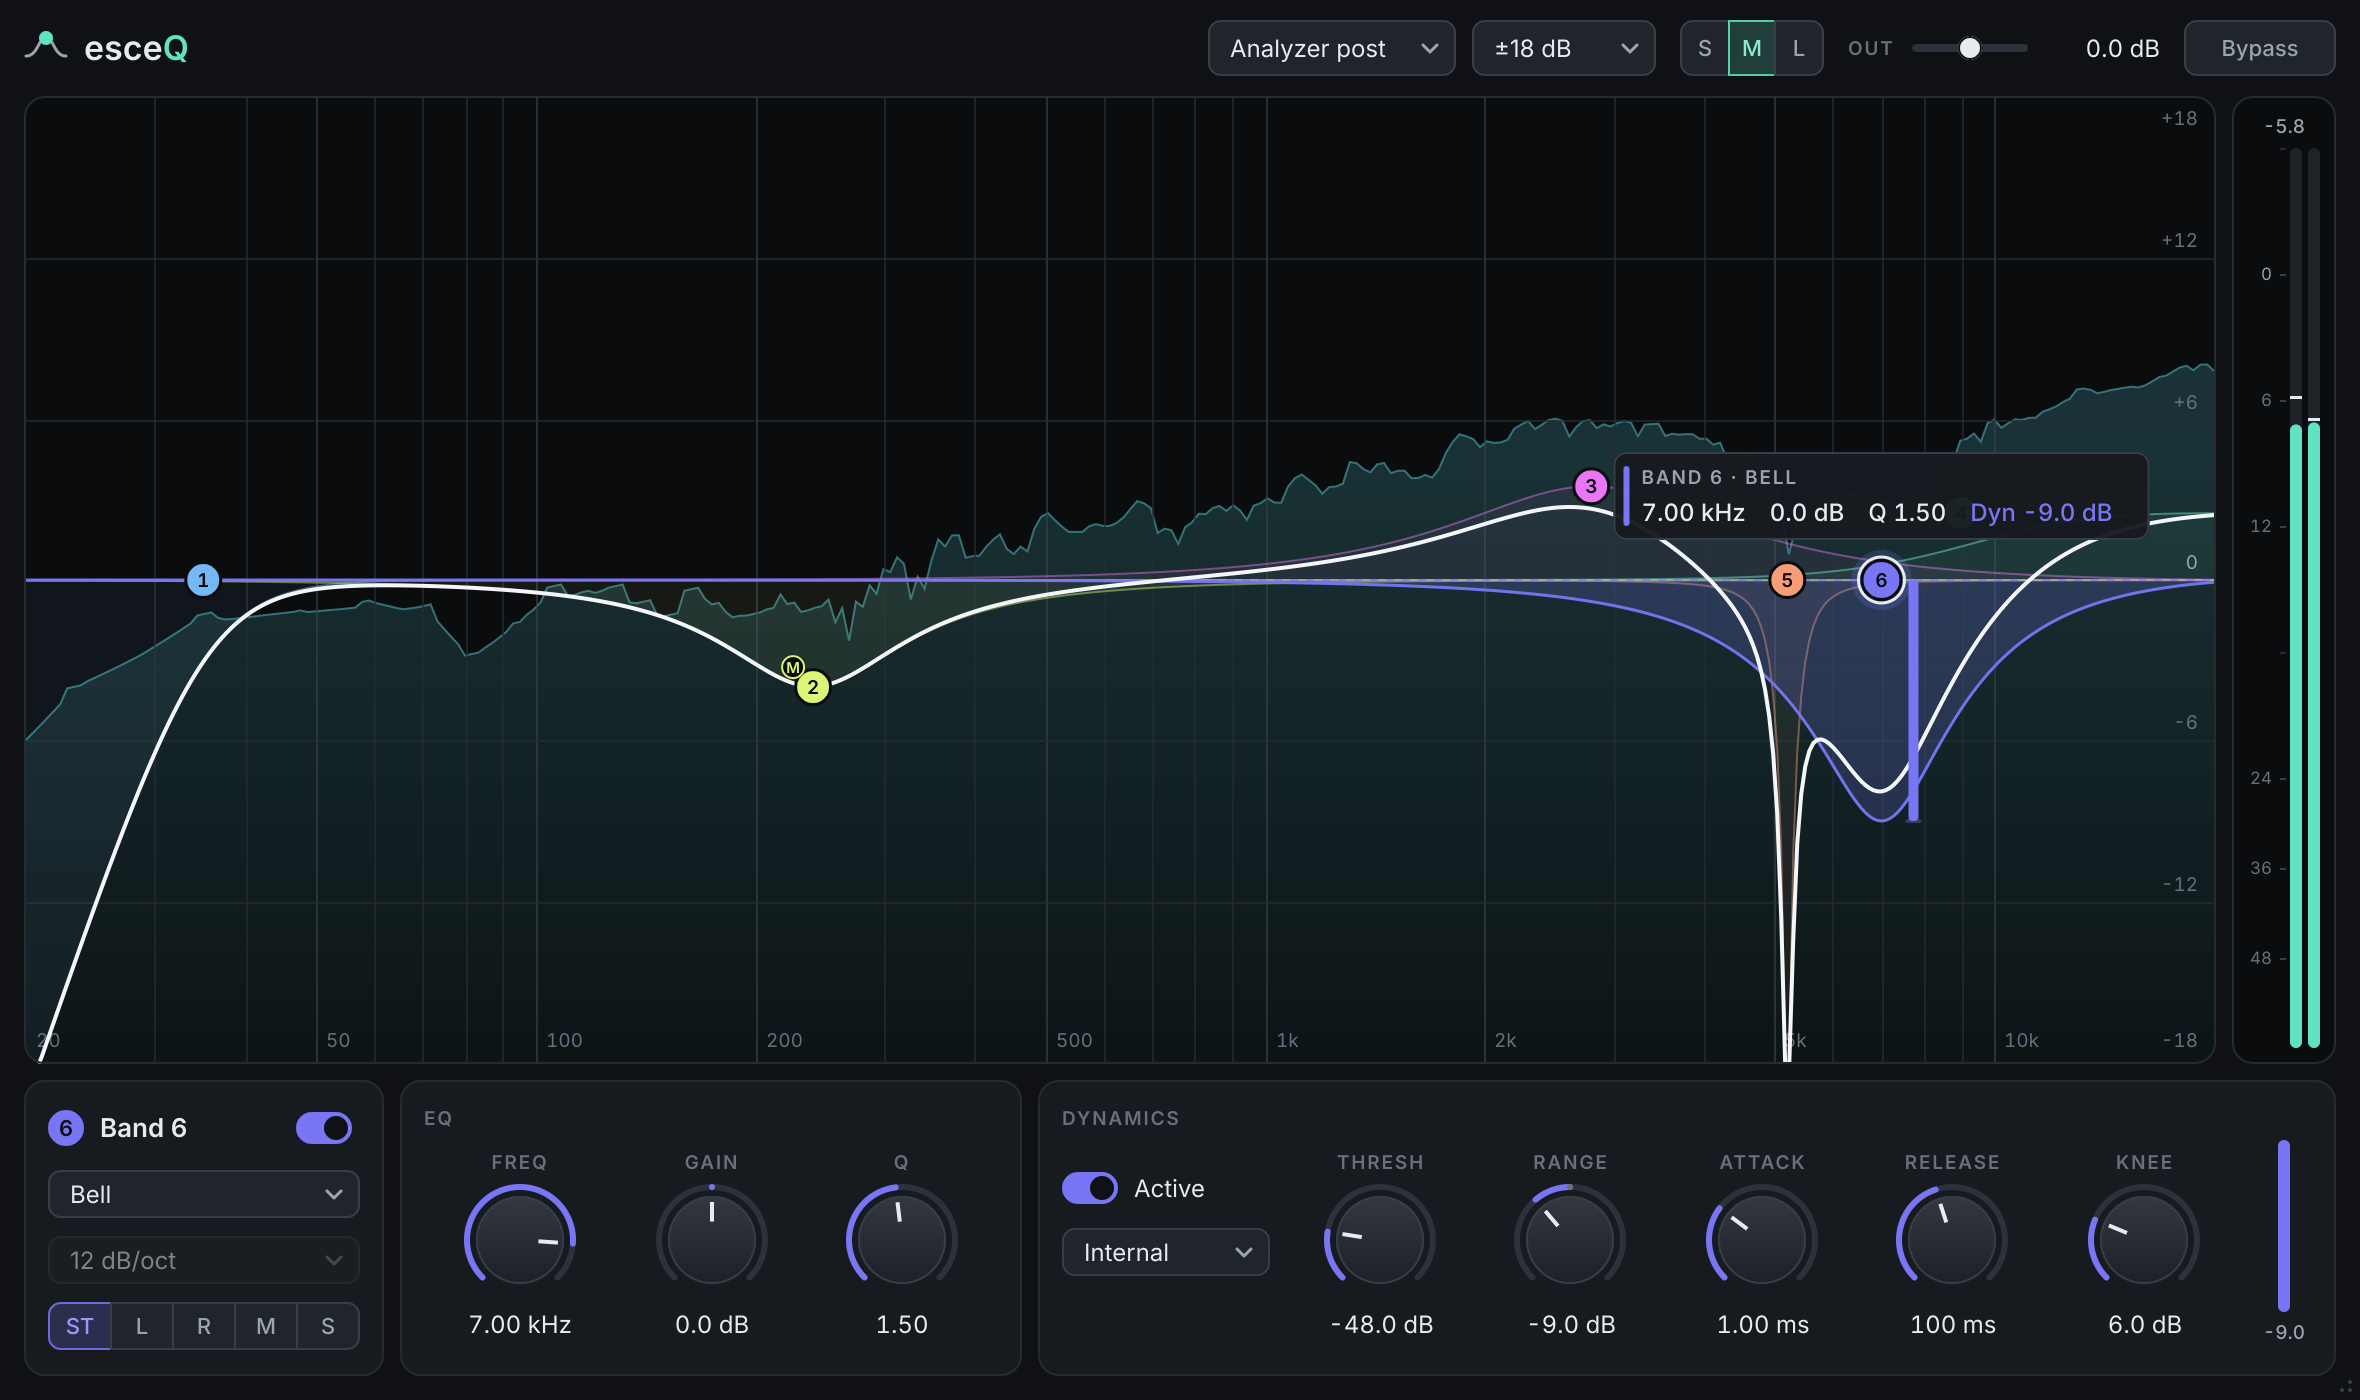 esceQ
Analyzer post
±18 dB
S M L
OUT
0.0 dB
Bypass
+18
+12
+6
0
-6
-12
-18
20 50 100 200 500 1k 2k 5k 10k
1
M
2
3
5
6
BAND 6 · BELL
7.00 kHz 0.0 dB Q 1.50 Dyn -9.0 dB
-5.8
0
6
12
24
36
48
6 Band 6
Bell
12 dB/oct
ST L R M S
EQ
FREQ GAIN Q
7.00 kHz 0.0 dB 1.50
DYNAMICS
Active
Internal
THRESH RANGE ATTACK RELEASE KNEE
-48.0 dB -9.0 dB 1.00 ms 100 ms 6.0 dB
-9.0